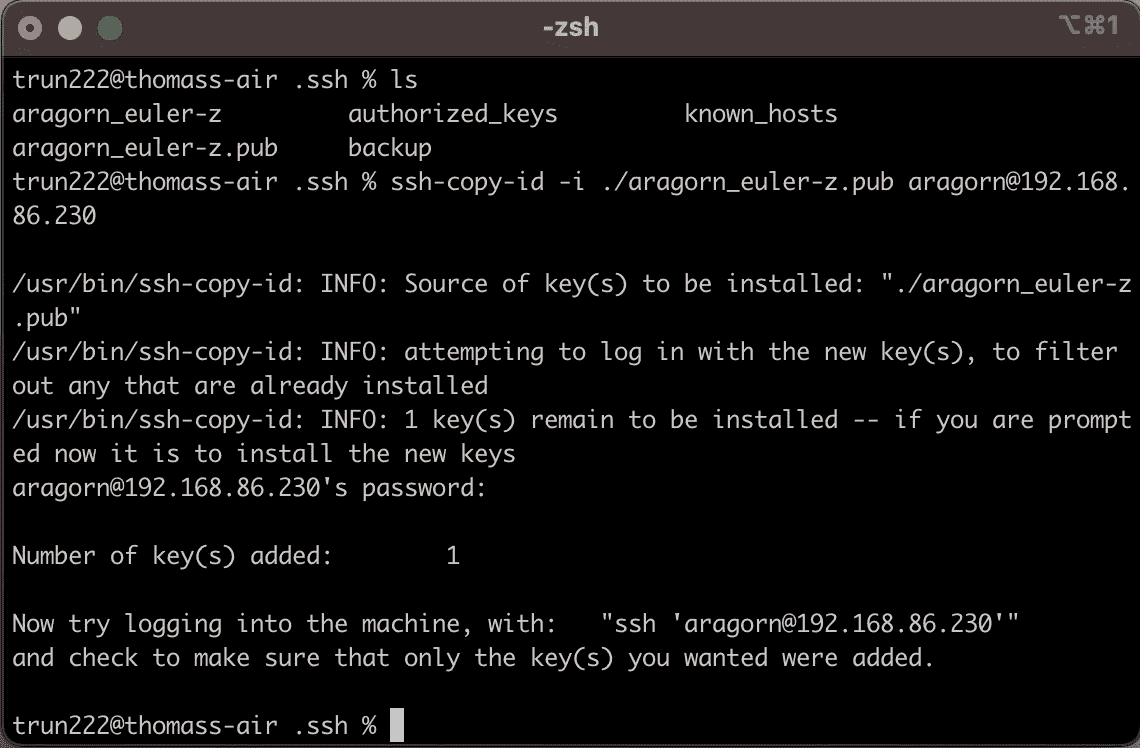 -zsh
⌥⌘1
trun222@thomass-air .ssh % ls
aragorn_euler-z         authorized_keys         known_hosts
aragorn_euler-z.pub     backup
trun222@thomass-air .ssh % ssh-copy-id -i ./aragorn_euler-z.pub aragorn@192.168.
86.230
/usr/bin/ssh-copy-id: INFO: Source of key(s) to be installed: "./aragorn_euler-z
.pub"
/usr/bin/ssh-copy-id: INFO: attempting to log in with the new key(s), to filter
out any that are already installed
/usr/bin/ssh-copy-id: INFO: 1 key(s) remain to be installed -- if you are prompt
ed now it is to install the new keys
aragorn@192.168.86.230's password:
Number of key(s) added:        1
Now try logging into the machine, with:   "ssh 'aragorn@192.168.86.230'"
and check to make sure that only the key(s) you wanted were added.
trun222@thomass-air .ssh %